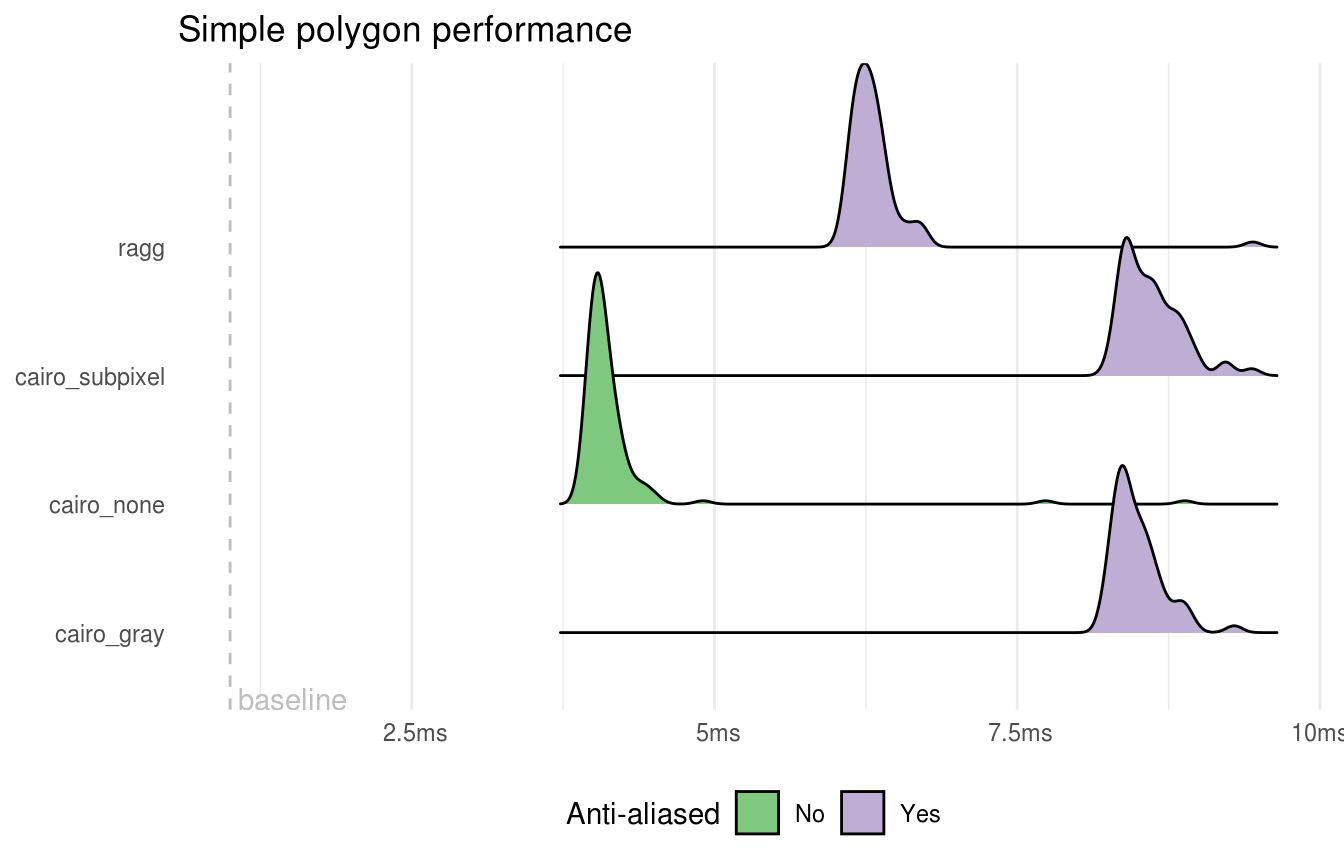 Simple polygon performance
ragg
cairo_subpixel
cairo_none
cairo_gray
baseline
2.5ms 5ms 7.5ms 10ms
Anti-aliased No Yes